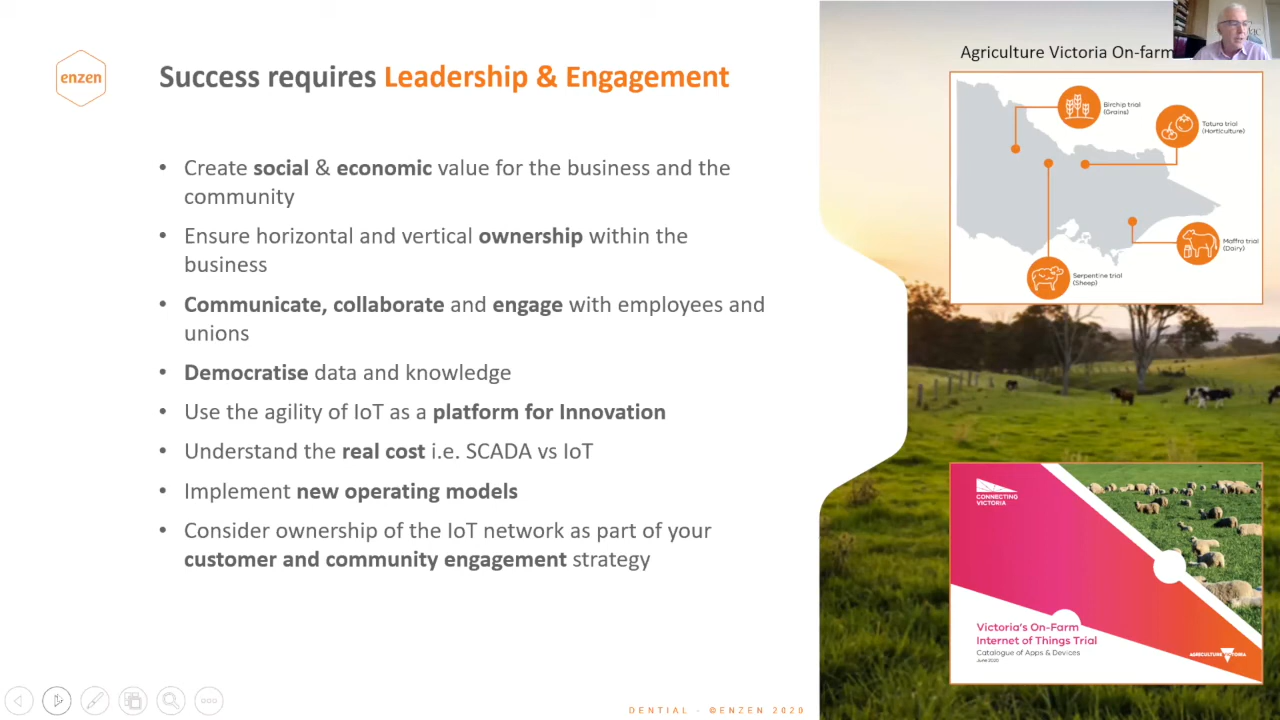 enzen
Success requires Leadership & Engagement
• Create social & economic value for the business and the
community
• Ensure horizontal and vertical ownership within the
business
• Communicate, collaborate and engage with employees and
unions
• Democratise data and knowledge
• Use the agility of IoT as a platform for Innovation
• Understand the real cost i.e. SCADA vs IoT
• Implement new operating models
• Consider ownership of the IoT network as part of your
customer and community engagement strategy
Agriculture Victoria On-farm
Birchip trial
(Grains)
Tatura trial
(Horticulture)
Maffra trial
(Dairy)
Serpentine trial
(Sheep)
CONNECTING
VICTORIA
Victoria's On-Farm
Internet of Things Trial
Catalogue of Apps & Devices
June 2020
AGRICULTURE VICTORIA
DENTIAL - ©ENZEN 2020